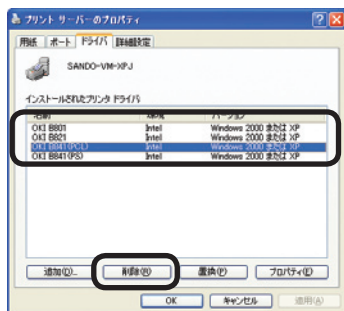 プリント サーバーのプロパティ
用紙 ポート ドライバ 詳細設定
SANDO-VM-XPJ
インストールされたプリンタ ドライバ
名前 環境 バージョン
OKI B801 Intel Windows 2000 または XP
OKI B821 Intel Windows 2000 または XP
OKI B841(PCL) Intel Windows 2000 または XP
OKI B841(PS) Intel Windows 2000 または XP
追加(D)... 削除(R) 置換(P) プロパティ(E)
OK キャンセル 適用(A)